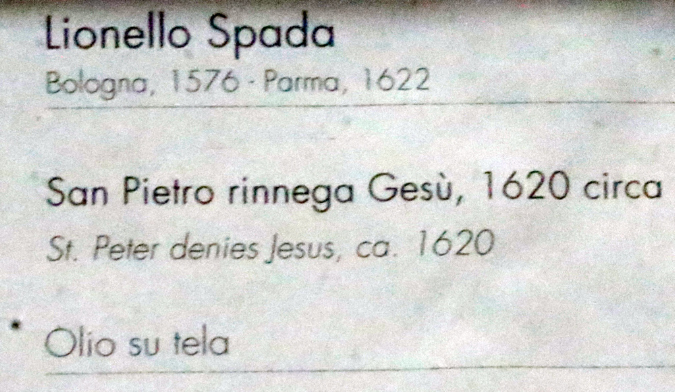 Lionello Spada
Bologna, 1576 - Parma, 1622
San Pietro rinnega Gesù, 1620 circa
St. Peter denies Jesus, ca. 1620
Olio su tela